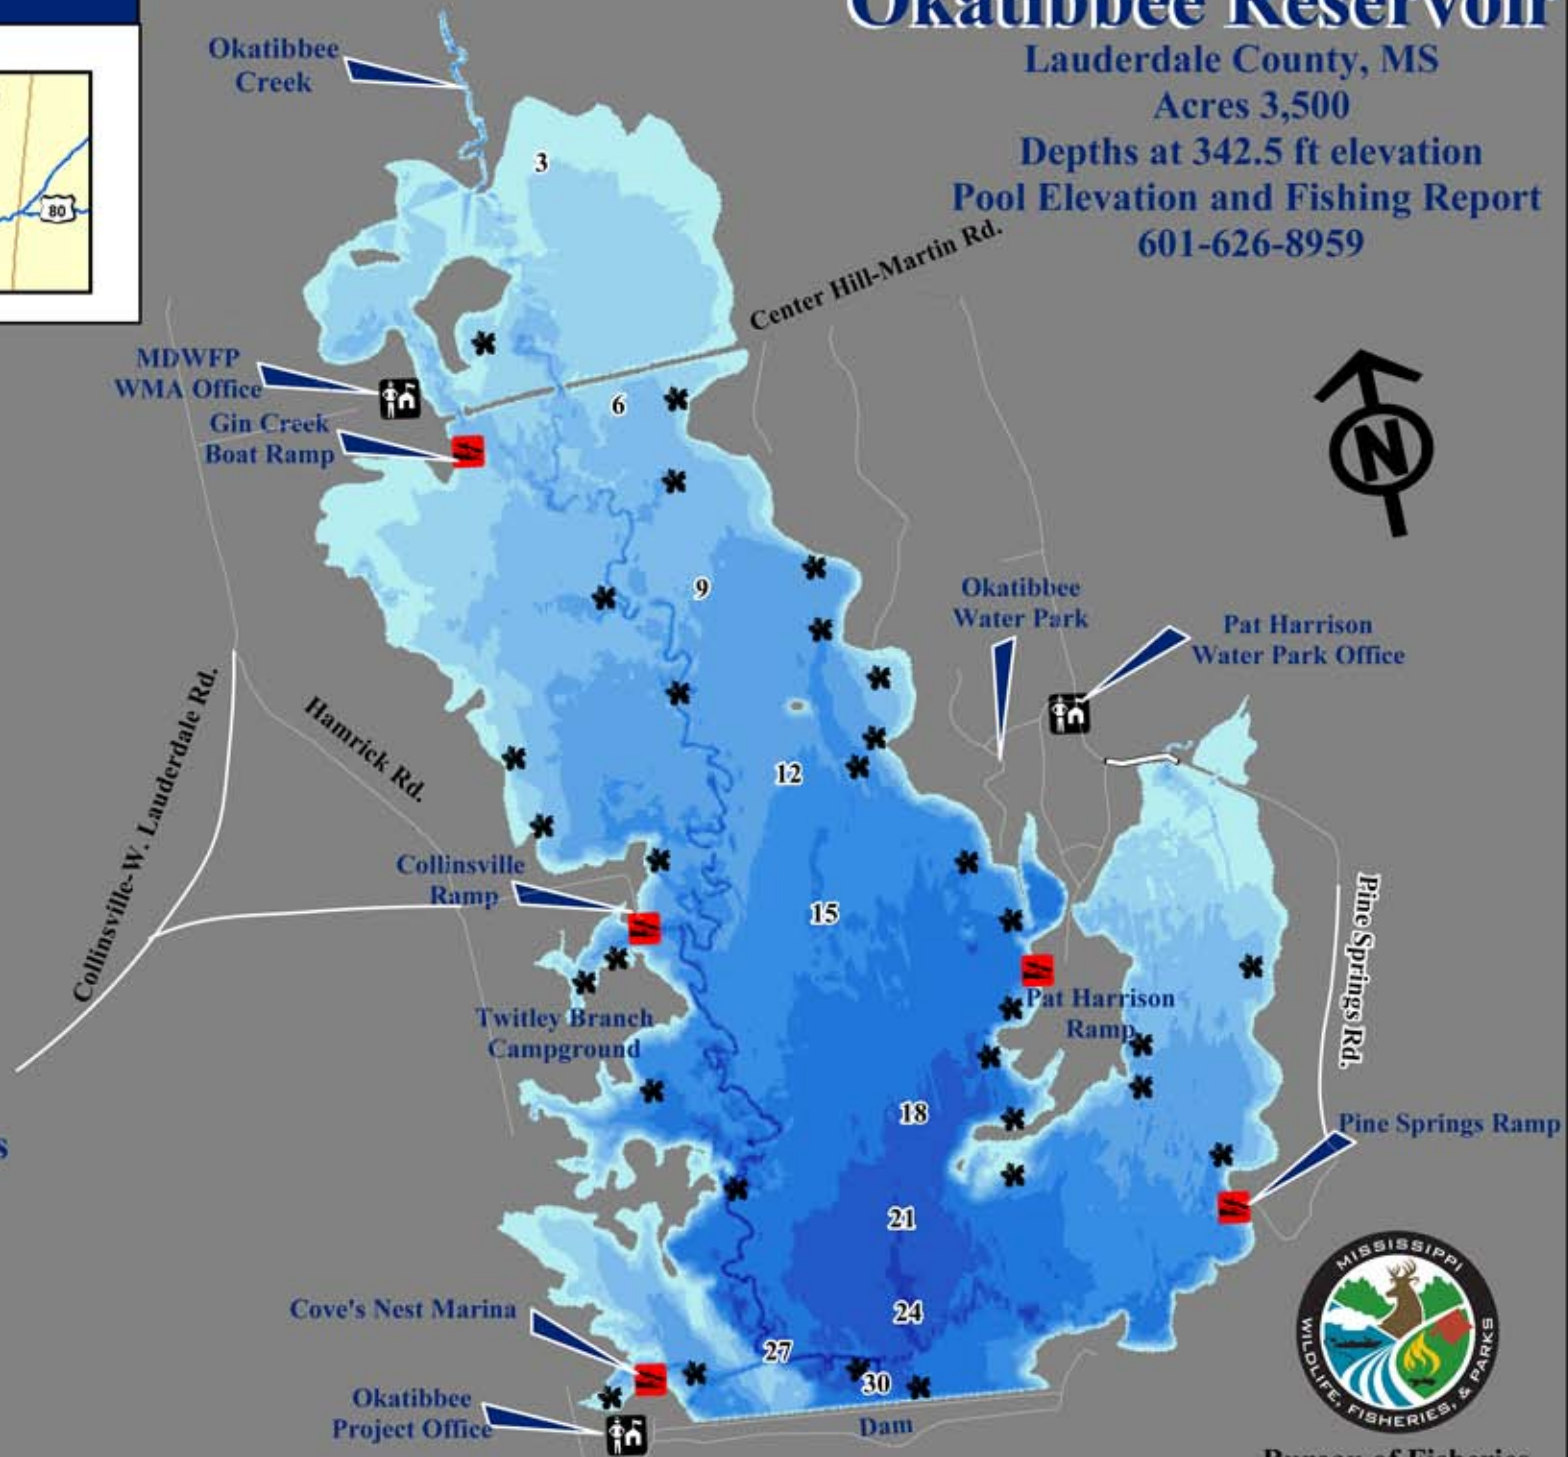 Okatibbee Reservoir
Lauderdale County, MS
Acres 3,500
Depths at 342.5 ft elevation
Pool Elevation and Fishing Report
601-626-8959
80
Okatibbee
Creek
3
Center Hill-Martin Rd.
MDWFP
WMA Office
Gin Creek
Boat Ramp
6
N
9
Okatibbee
Water Park
Pat Harrison
Water Park Office
Collinsville-W. Lauderdale Rd.
Hamrick Rd.
12
Collinsville
Ramp
15
Pine Springs Rd.
Twitley Branch
Campground
Pat Harrison
Ramp
18
Pine Springs Ramp
s
21
Cove's Nest Marina
24
27
30
Okatibbee
Project Office
Dam
MISSISSIPPI
WILDLIFE, FISHERIES, & PARKS
Bureau of Fisheries